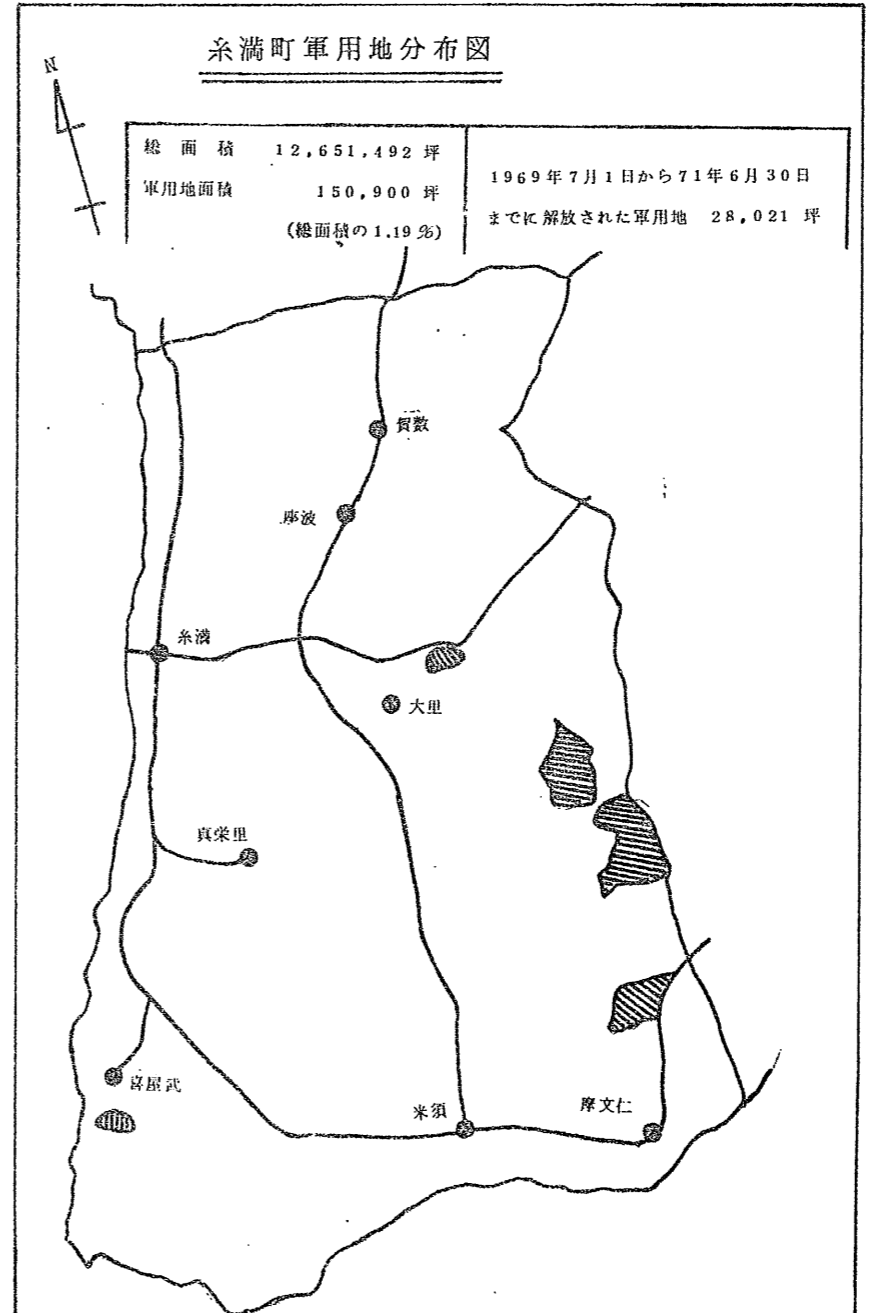 糸満町軍用地分布図
N
総面積 12,651,492 坪
軍用地面積 150,900 坪
(総面積の 1.19 %)
1969年7月1日から71年6月30日
までに解放された軍用地 28,021 坪
賀数
座波
糸満
大里
真栄里
喜屋武
米須
摩文仁